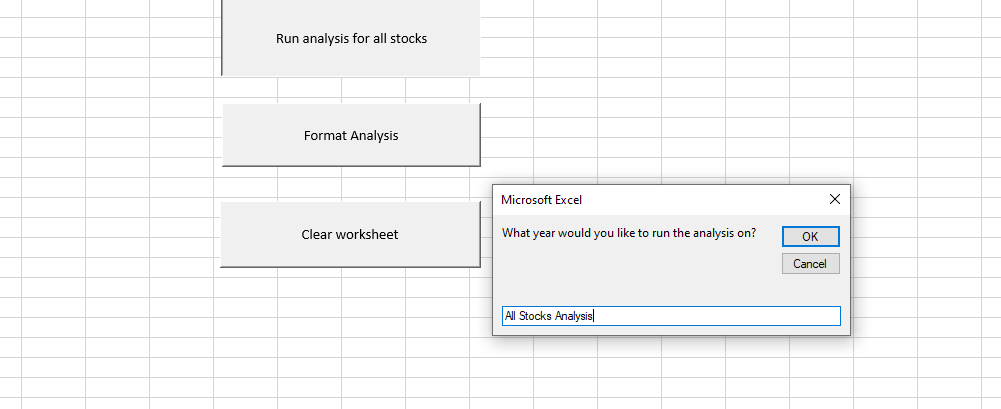 Run analysis for all stocks
Format Analysis
Clear worksheet
Microsoft Excel
What year would you like to run the analysis on?
OK
Cancel
All Stocks Analysis